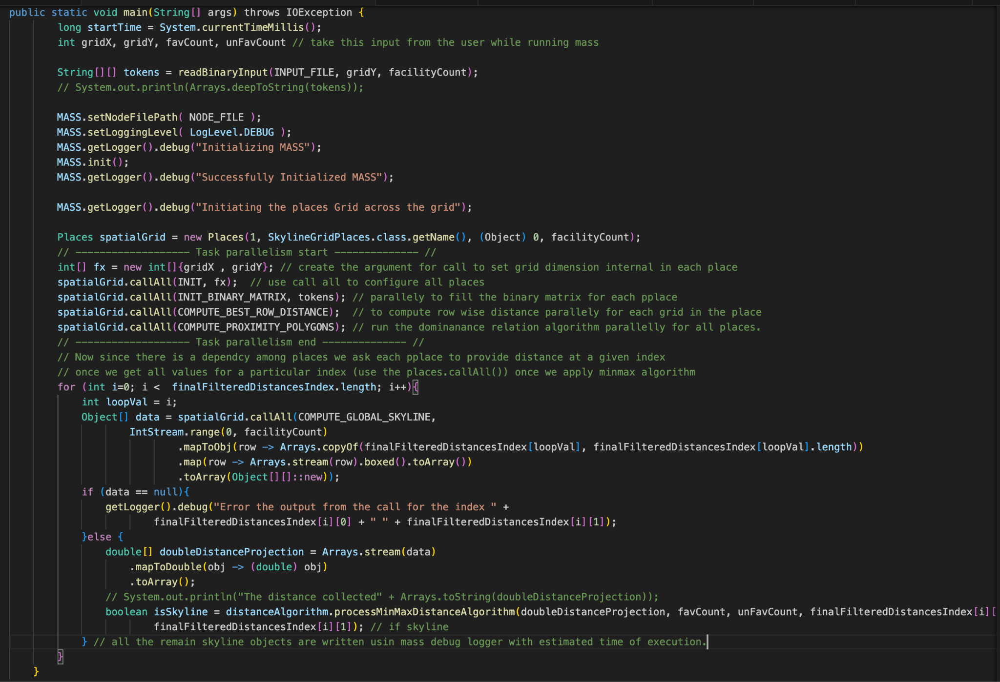 public static void main(String[] args) throws IOException {
long startTime = System.currentTimeMillis();
int gridX, gridY, favCount, unFavCount // take this input from the user while running mass
String[][] tokens = readBinaryInput(INPUT_FILE, gridY, facilityCount);
// System.out.println(Arrays.deepToString(tokens));
MASS.setNodeFilePath( NODE_FILE );
MASS.setLoggingLevel( LogLevel.DEBUG );
MASS.getLogger().debug("Initializing MASS");
MASS.init();
MASS.getLogger().debug("Successfully Initialized MASS");
MASS.getLogger().debug("Initiating the places Grid across the grid");
Places spatialGrid = new Places(1, SkylineGridPlaces.class.getName(), (Object) 0, facilityCount);
// ------------------- Task parallelism start -------------- //
int[] fx = new int[]{gridX , gridY}; // create the argument for call to set grid dimension internal in each place
spatialGrid.callAll(INIT, fx);  // use call all to configure all places
spatialGrid.callAll(INIT_BINARY_MATRIX, tokens); // parallely to fill the binary matrix for each pplace
spatialGrid.callAll(COMPUTE_BEST_ROW_DISTANCE);  // to compute row wise distance parallely for each grid in the place
spatialGrid.callAll(COMPUTE_PROXIMITY_POLYGONS); // run the dominanance relation algorithm parallelly for all places.
// ------------------- Task parallelism end -------------- //
// Now since there is a dependcy among places we ask each pplace to provide distance at a given index
// once we get all values for a particular index (use the places.callAll()) once we apply minmax algorithm
for (int i=0; i <  finalFilteredDistancesIndex.length; i++){
int loopVal = i;
Object[] data = spatialGrid.callAll(COMPUTE_GLOBAL_SKYLINE,
IntStream.range(0, facilityCount)
.mapToObj(row -> Arrays.copyOf(finalFilteredDistancesIndex[loopVal], finalFilteredDistancesIndex[loopVal].length))
.map(row -> Arrays.stream(row).boxed().toArray())
.toArray(Object[][]::new));
if (data == null){
getLogger().debug("Error the output from the call for the index " +
finalFilteredDistancesIndex[i][0] + " " + finalFilteredDistancesIndex[i][1]);
}else {
double[] doubleDistanceProjection = Arrays.stream(data)
.mapToDouble(obj -> (double) obj)
.toArray();
// System.out.println("The distance collected" + Arrays.toString(doubleDistanceProjection));
boolean isSkyline = distanceAlgorithm.processMinMaxDistanceAlgorithm(doubleDistanceProjection, favCount, unFavCount, finalFilteredDistancesIndex[i][
finalFilteredDistancesIndex[i][1]); // if skyline
} // all the remain skyline objects are written usin mass debug logger with estimated time of execution.
}
}